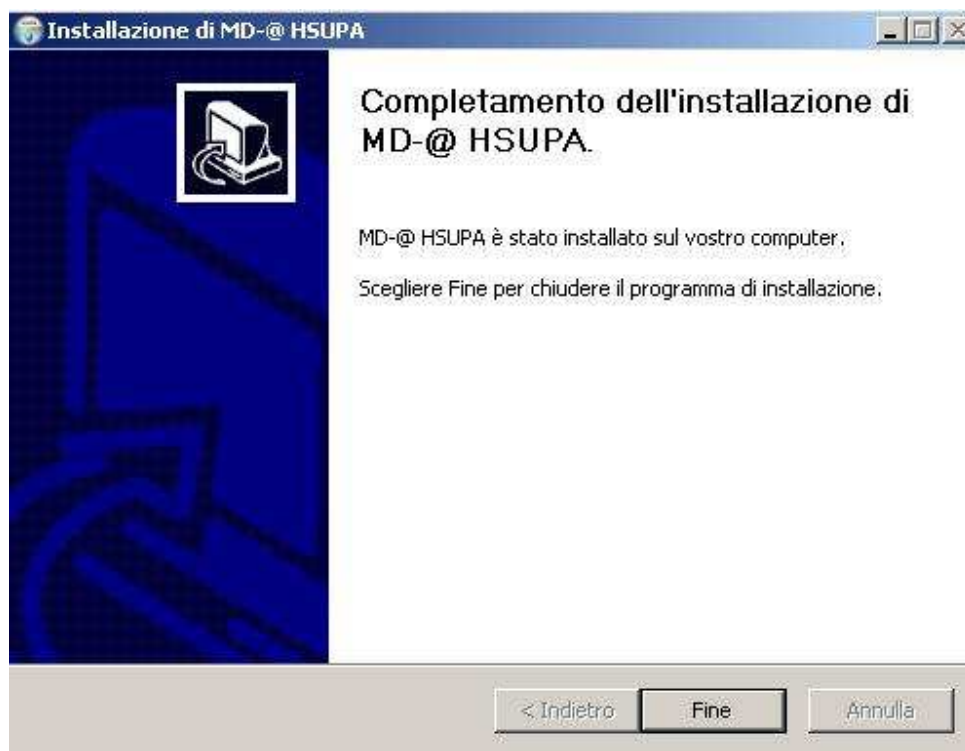 Installazione di MD-@ HSUPA
Completamento dell'installazione di
MD-@ HSUPA.
MD-@ HSUPA è stato installato sul vostro computer.
Scegliere Fine per chiudere il programma di installazione.
< Indietro
Fine
Annulla